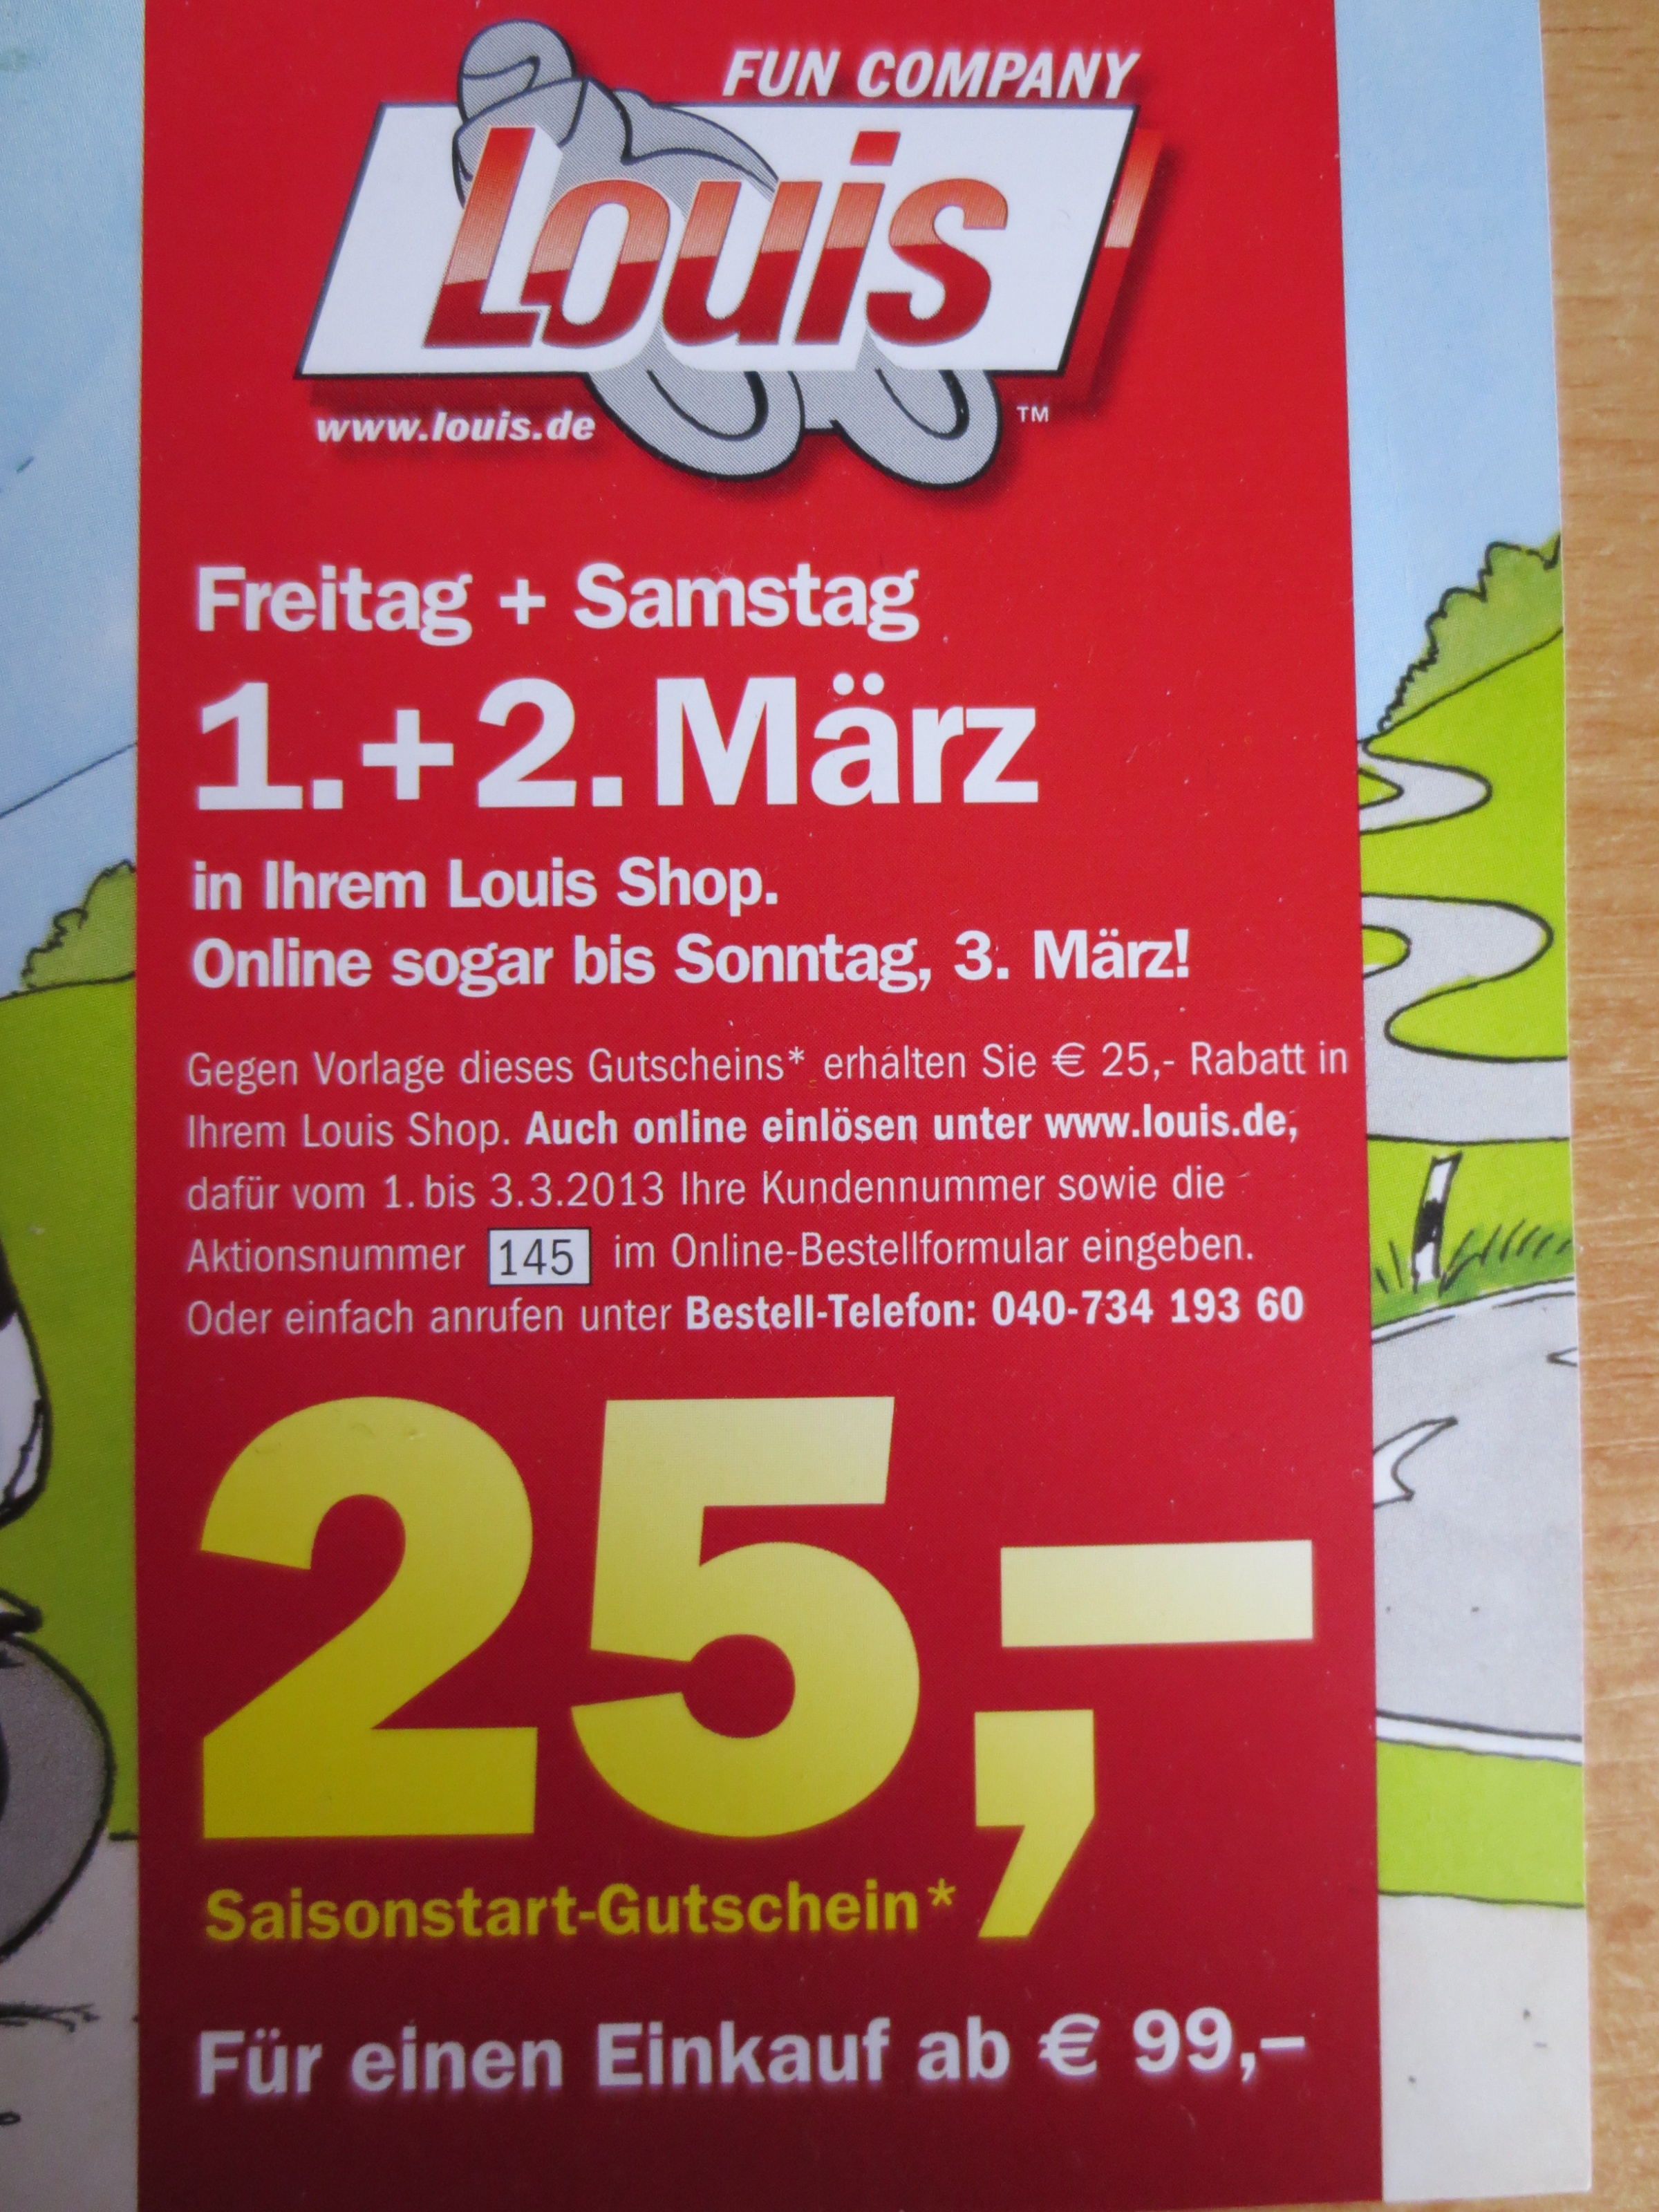 FUN COMPANY
Louis
www.louis.de
TM
Freitag + Samstag
1.+2. März
in Ihrem Louis Shop.
Online sogar bis Sonntag, 3. März!
Gegen Vorlage dieses Gutscheins* erhalten Sie € 25,- Rabatt in
Ihrem Louis Shop. Auch online einlösen unter www.louis.de,
dafür vom 1. bis 3.3.2013 Ihre Kundennummer sowie die
Aktionsnummer 145 im Online-Bestellformular eingeben.
Oder einfach anrufen unter Bestell-Telefon: 040-734 193 60
25,–
Saisonstart-Gutschein*
Für einen Einkauf ab € 99,–